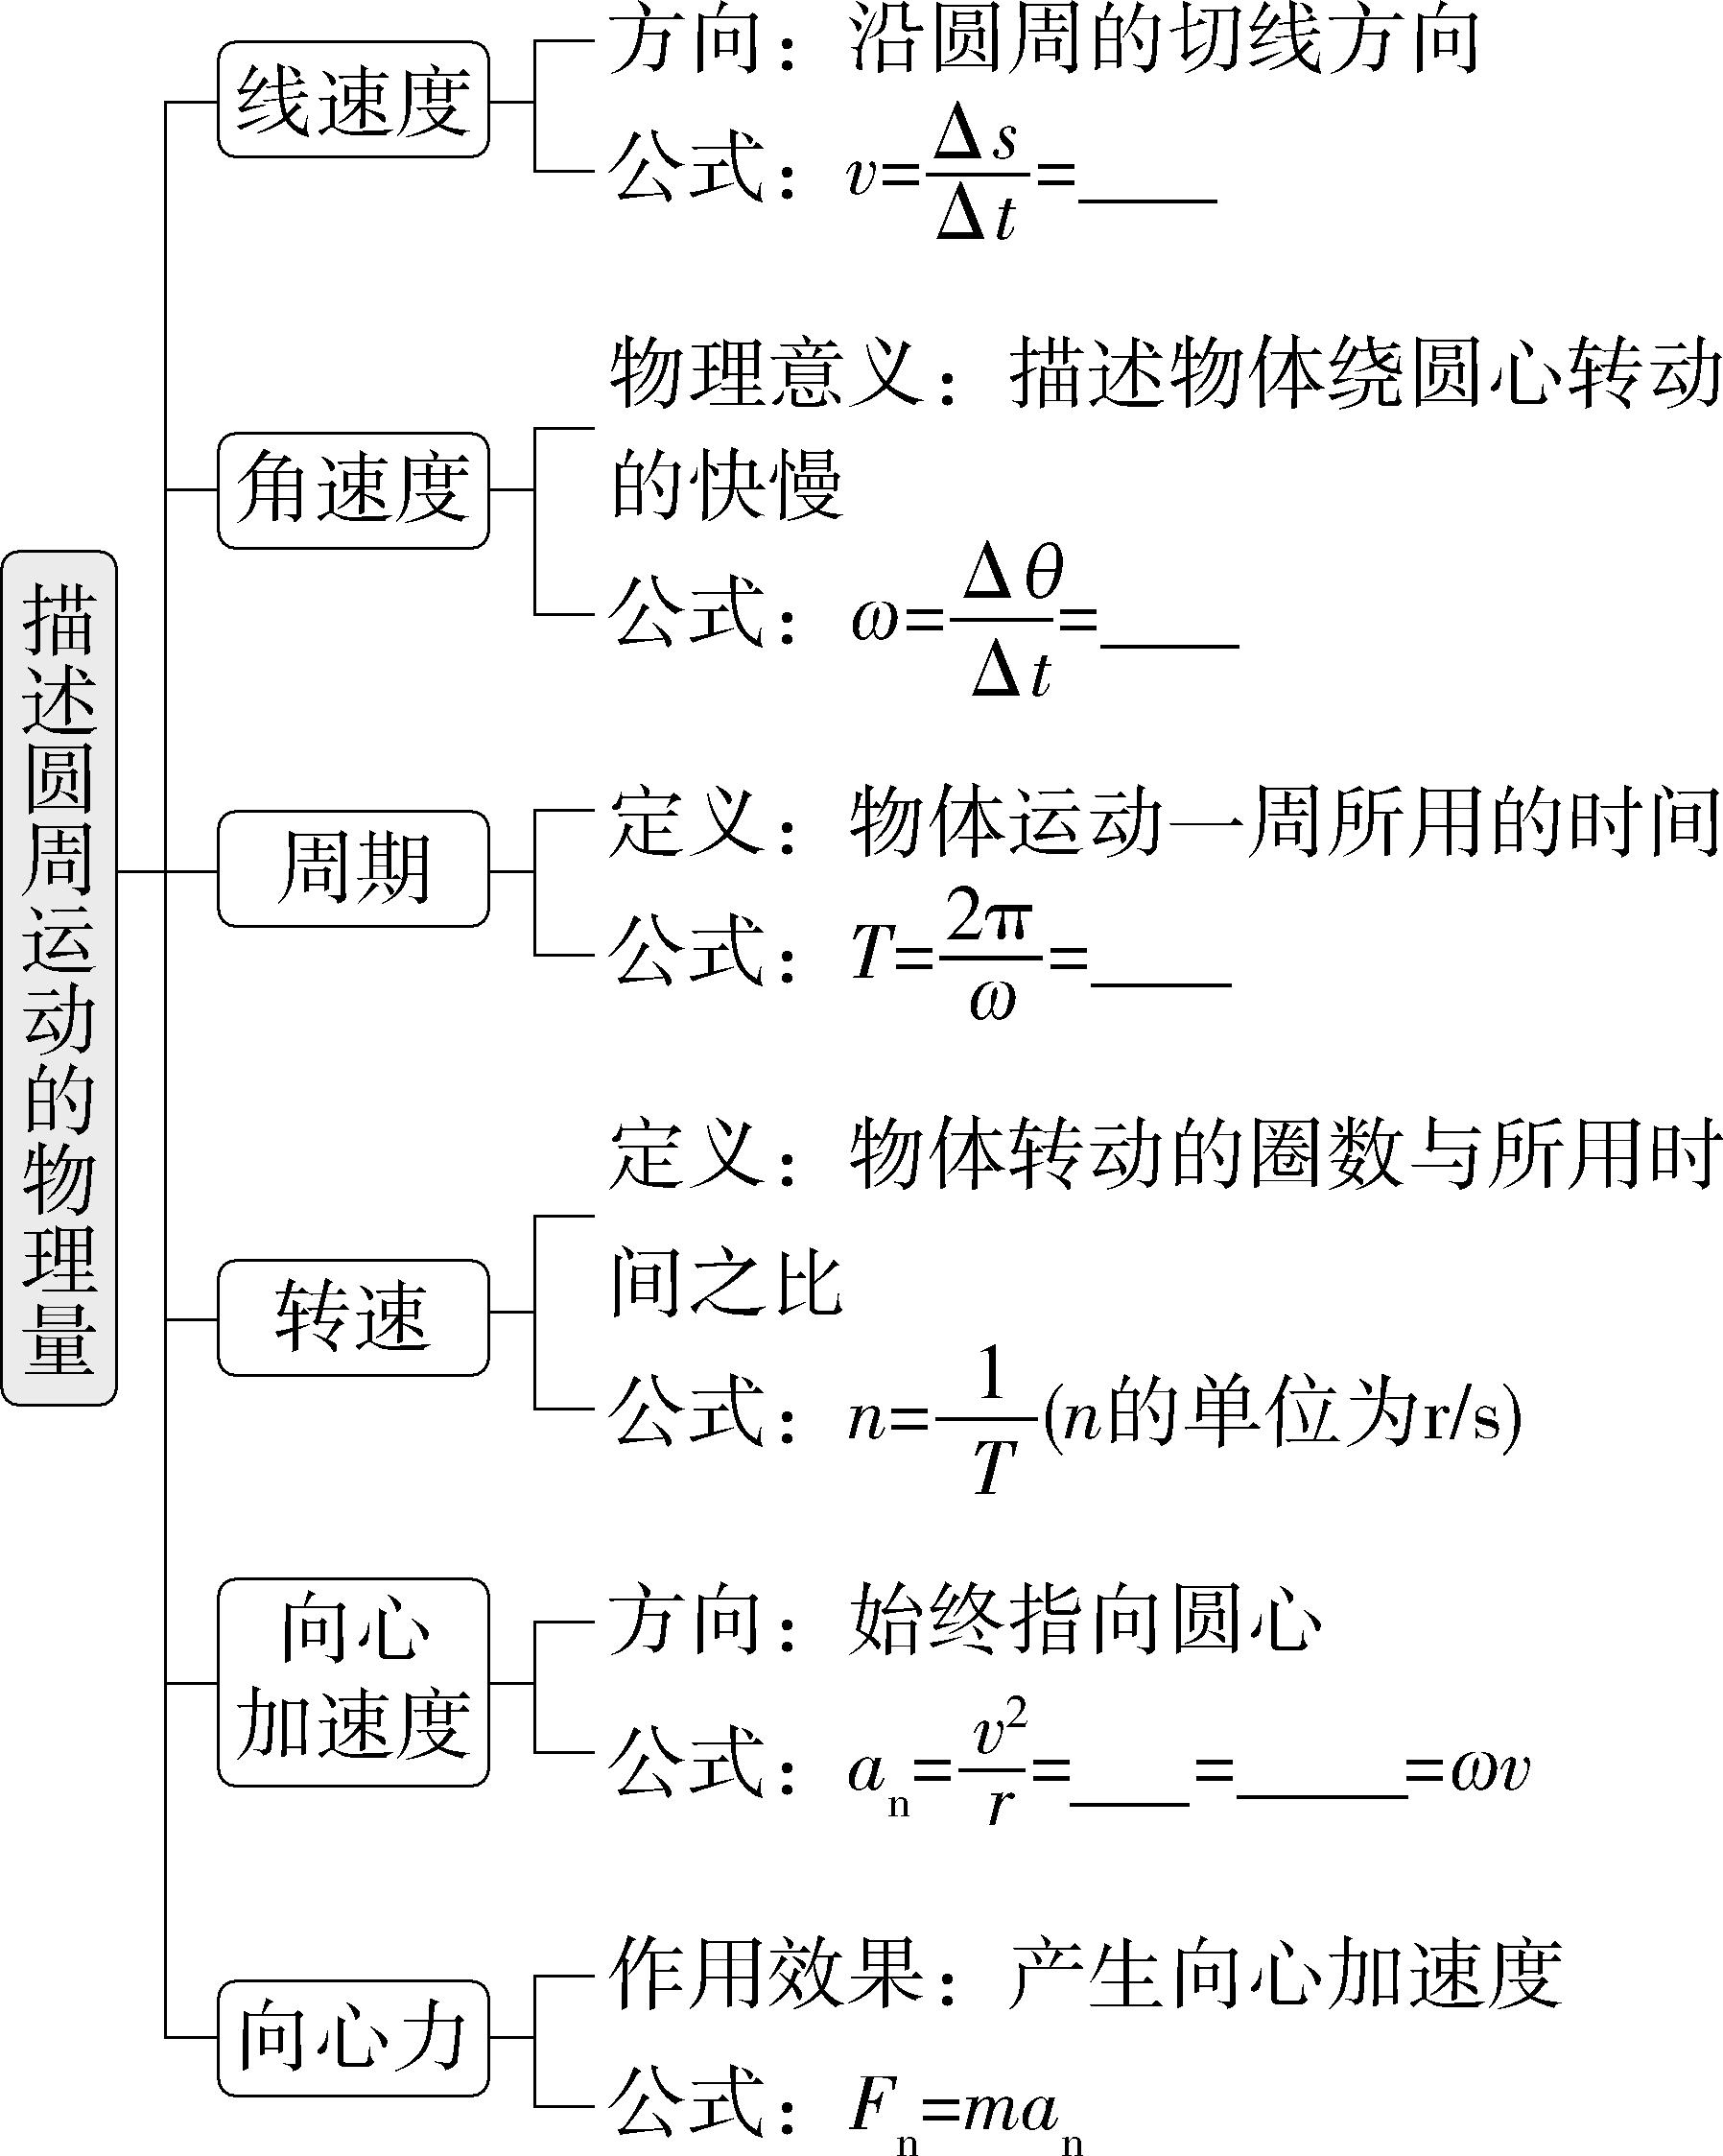 描述圆周运动的物理量
线速度
方向：沿圆周的切线方向
公式：v=Δs/Δt=____
角速度
物理意义：描述物体绕圆心转动
的快慢
公式：ω=Δθ/Δt=____
周期
定义：物体运动一周所用的时间
公式：T=2π/ω=____
转速
定义：物体转动的圈数与所用时
间之比
公式：n=1/T(n的单位为r/s)
向心
加速度
方向：始终指向圆心
公式：aₙ=v²/r=____=____=ωv
向心力
作用效果：产生向心加速度
公式：Fₙ=maₙ